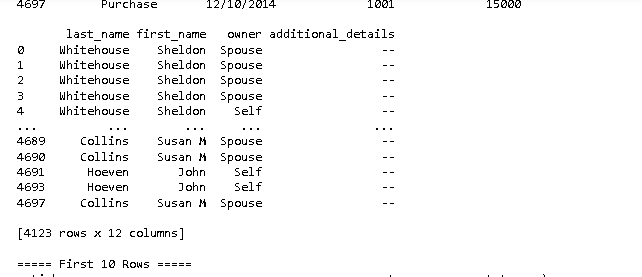 4697 Purchase 12/10/2014 1001 15000
last_name first_name owner additional_details
0 Whitehouse Sheldon Spouse --
1 Whitehouse Sheldon Spouse --
2 Whitehouse Sheldon Spouse --
3 Whitehouse Sheldon Spouse --
4 Whitehouse Sheldon Self --
... ... ... ... ...
4689 Collins Susan M Spouse --
4690 Collins Susan M Spouse --
4691 Hoeven John Self --
4693 Hoeven John Self --
4697 Collins Susan M Spouse --
[4123 rows x 12 columns]
===== First 10 Rows =====